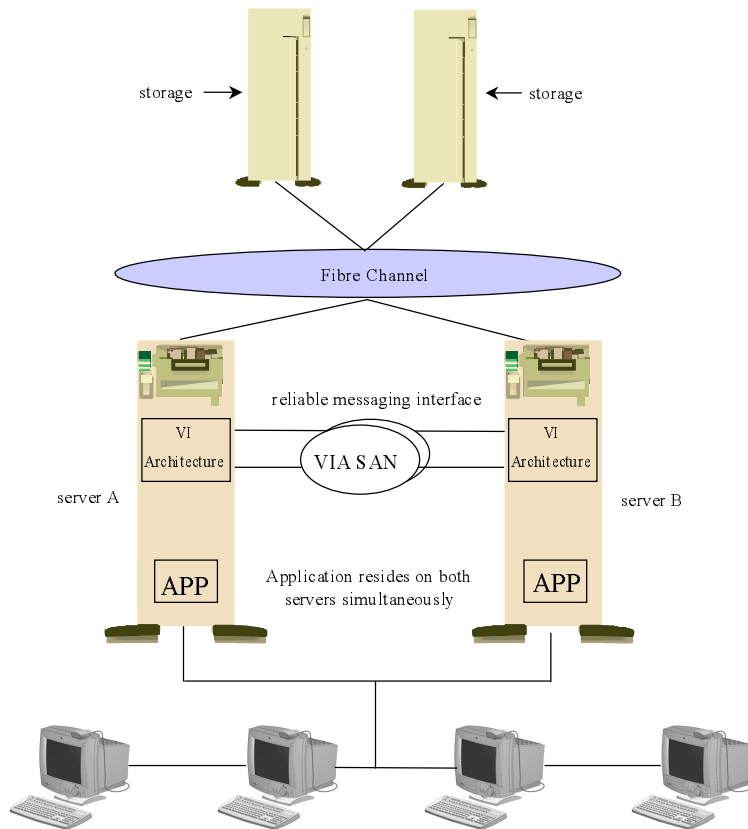 storage
storage
Fibre Channel
reliable messaging interface
VI
Architecture
VIA SAN
VI
Architecture
server A
server B
APP
Application resides on both
servers simultaneously
APP